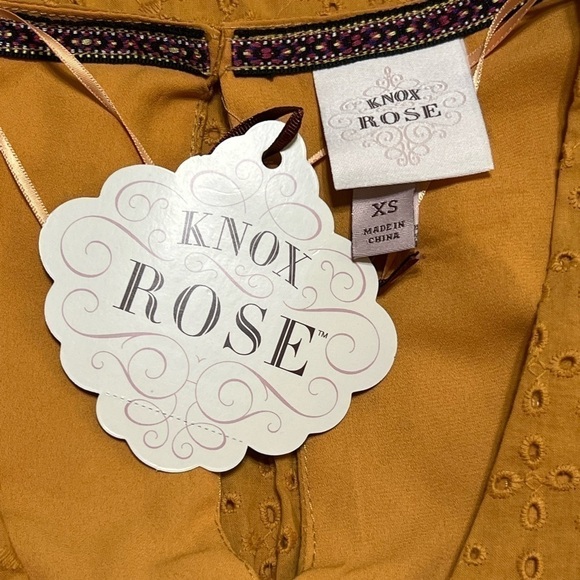 KNOX
ROSE™
KNOX
ROSE
XS
MADE IN
CHINA